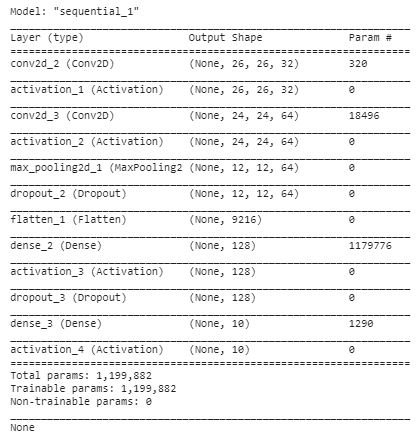 Model: "sequential_1"
_________________________________________________________________
Layer (type)                 Output Shape              Param #
=================================================================
conv2d_2 (Conv2D)            (None, 26, 26, 32)        320
_________________________________________________________________
activation_1 (Activation)    (None, 26, 26, 32)        0
_________________________________________________________________
conv2d_3 (Conv2D)            (None, 24, 24, 64)        18496
_________________________________________________________________
activation_2 (Activation)    (None, 24, 24, 64)        0
_________________________________________________________________
max_pooling2d_1 (MaxPooling2 (None, 12, 12, 64)        0
_________________________________________________________________
dropout_2 (Dropout)          (None, 12, 12, 64)        0
_________________________________________________________________
flatten_1 (Flatten)          (None, 9216)              0
_________________________________________________________________
dense_2 (Dense)              (None, 128)               1179776
_________________________________________________________________
activation_3 (Activation)    (None, 128)               0
_________________________________________________________________
dropout_3 (Dropout)          (None, 128)               0
_________________________________________________________________
dense_3 (Dense)              (None, 10)                1290
_________________________________________________________________
activation_4 (Activation)    (None, 10)                0
=================================================================
Total params: 1,199,882
Trainable params: 1,199,882
Non-trainable params: 0
_________________________________________________________________
None